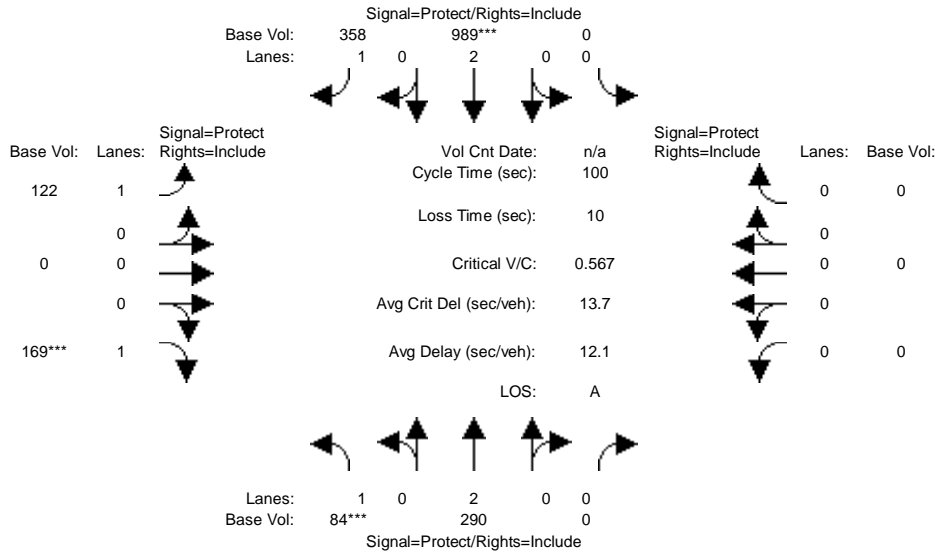 Signal=Protect/Rights=Include
Base Vol: 358 989*** 0
Lanes: 1 0 2 0 0
Signal=Protect Signal=Protect
Base Vol: Lanes: Rights=Include Vol Cnt Date: n/a Rights=Include Lanes: Base Vol:
Cycle Time (sec): 100
122 1 0 0
Loss Time (sec): 10
0 0
0 0 Critical V/C: 0.567 0 0
0 Avg Crit Del (sec/veh): 13.7 0
169*** 1 Avg Delay (sec/veh): 12.1 0 0
LOS: A
Lanes: 1 0 2 0 0
Base Vol: 84*** 290 0
Signal=Protect/Rights=Include